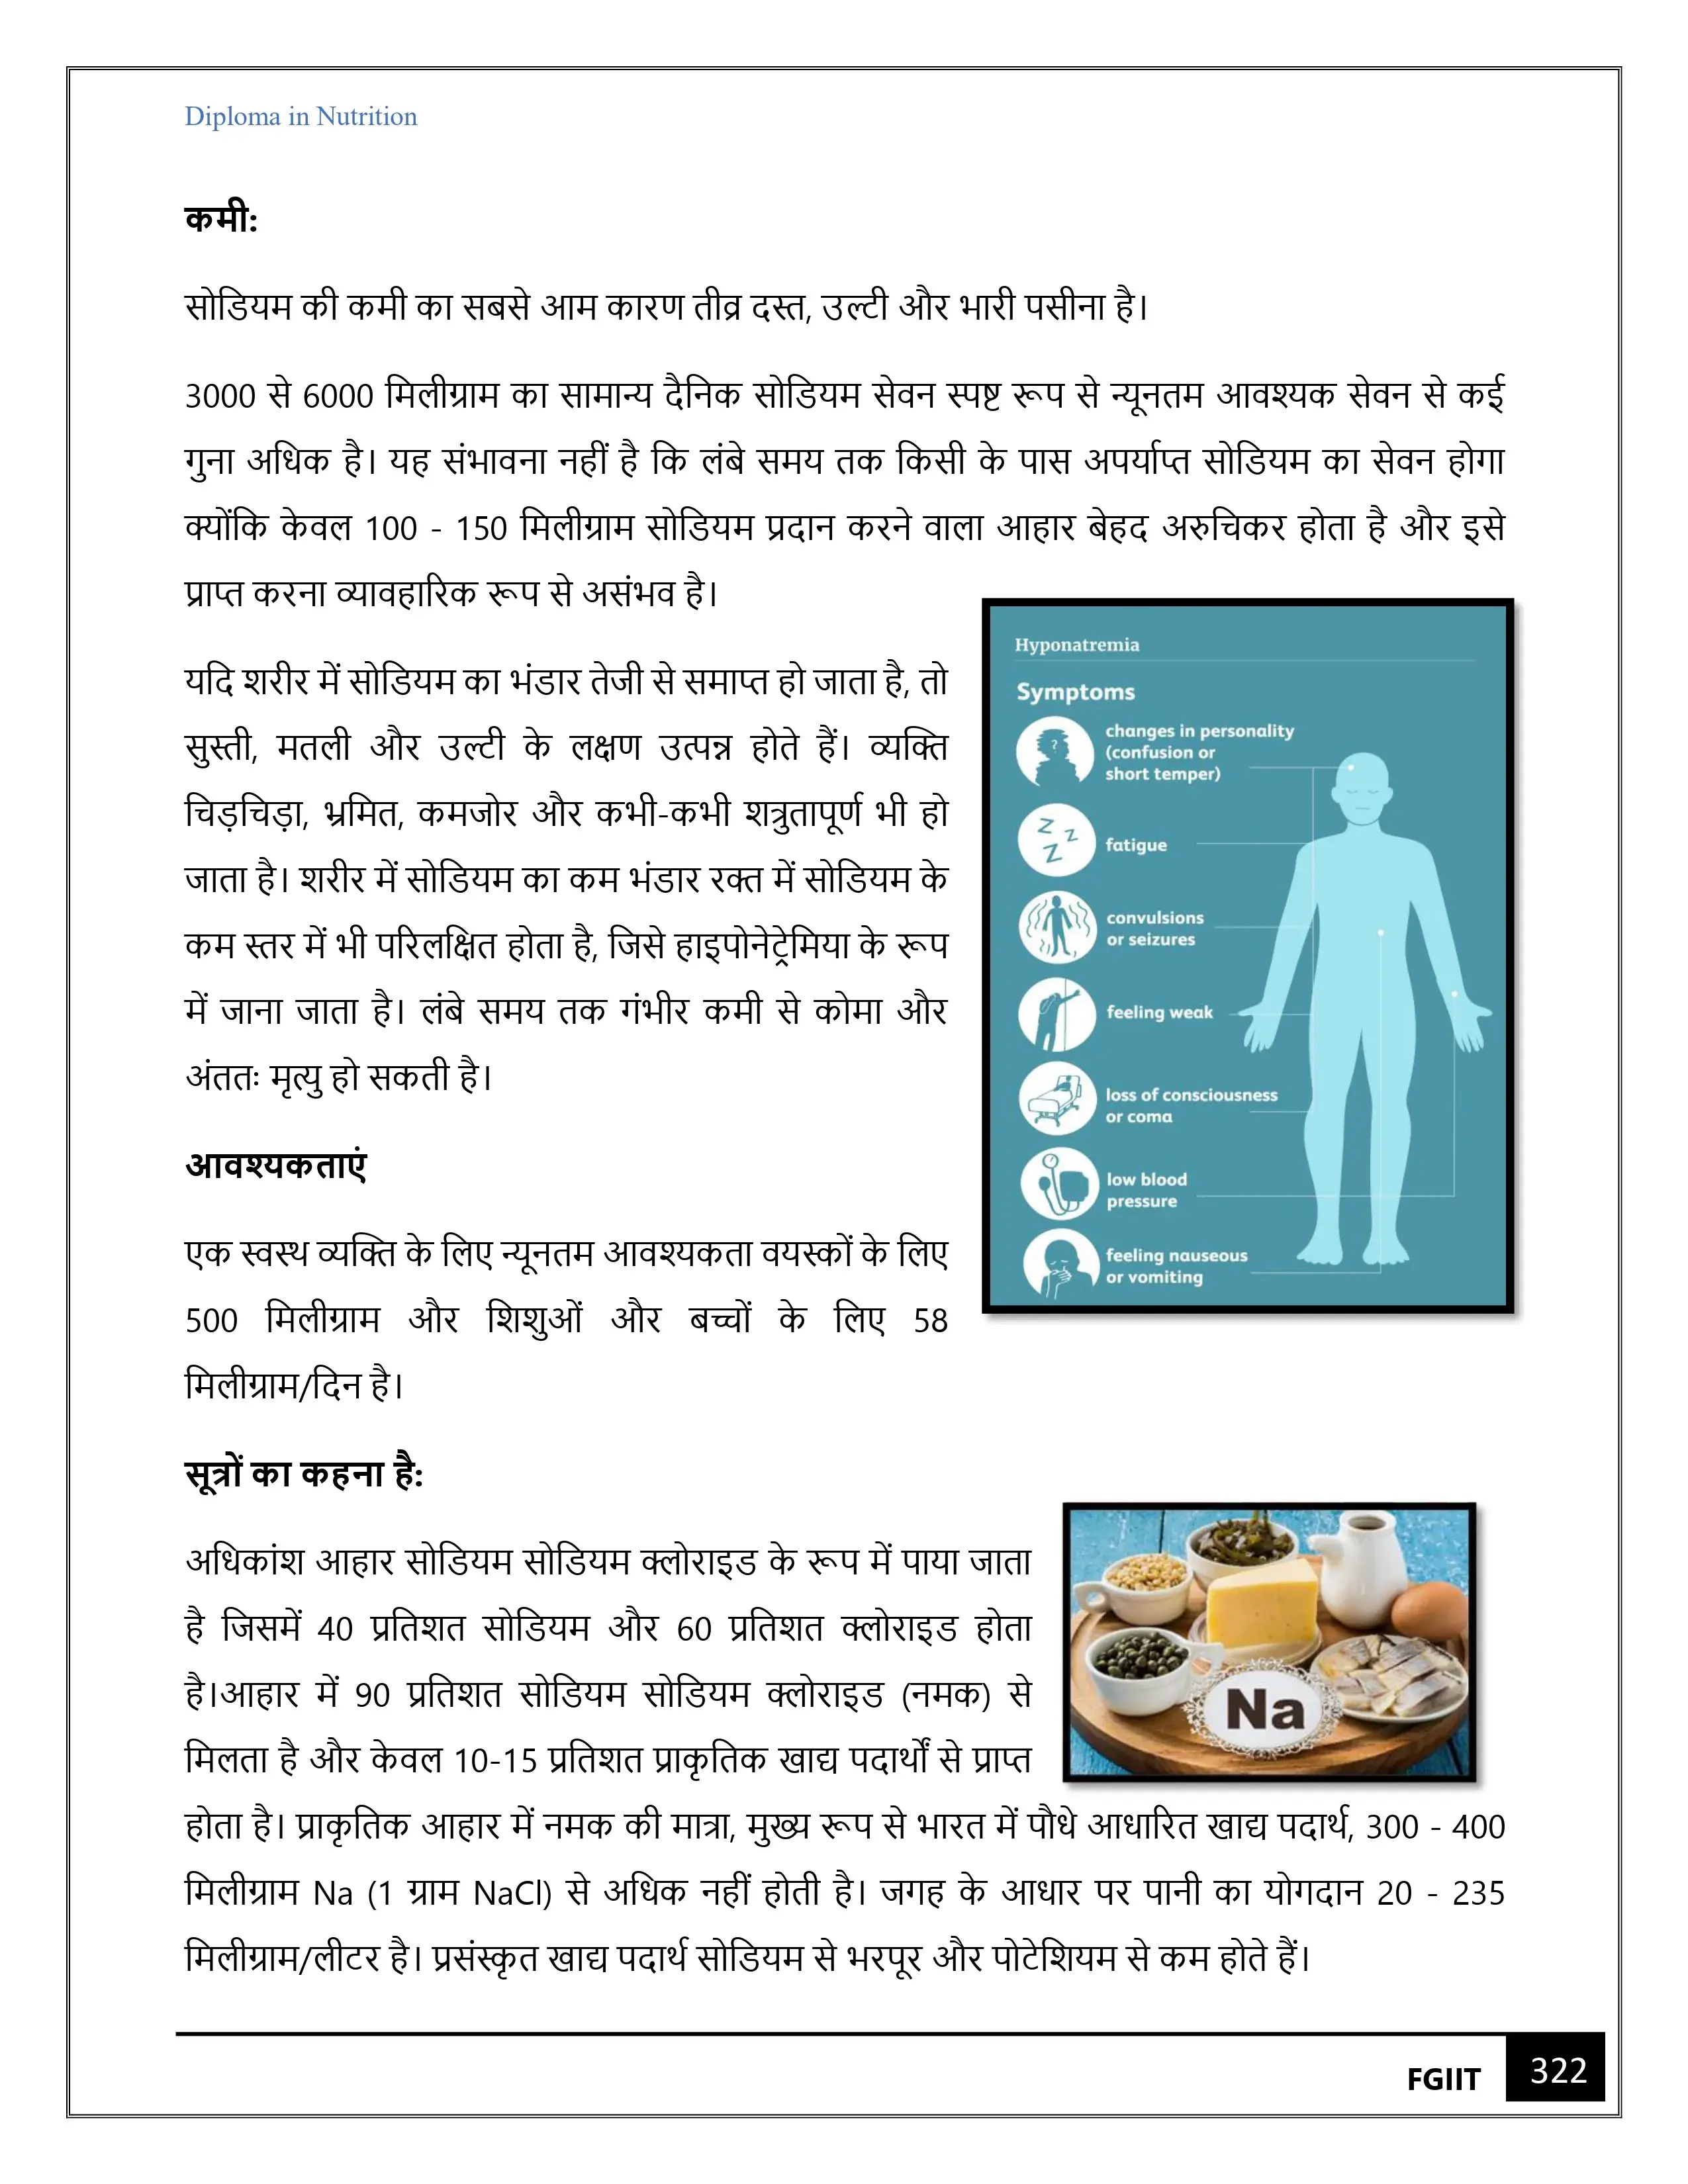 Diploma in Nutrition
कमी:
सोडियम की कमी का सबसे आम कारण तीव्र दस्त, उल्टी और भारी पसीना है।
3000 से 6000 मिलीग्राम का सामान्य दैनिक सोडियम सेवन स्पष्ट रूप से न्यूनतम आवश्यक सेवन से कई
गुना अधिक है। यह संभावना नहीं है कि लंबे समय तक किसी के पास अपर्याप्त सोडियम का सेवन होगा
क्योंकि केवल 100 - 150 मिलीग्राम सोडियम प्रदान करने वाला आहार बेहद अरुचिकर होता है और इसे
प्राप्त करना व्यावहारिक रूप से असंभव है।
यदि शरीर में सोडियम का भंडार तेजी से समाप्त हो जाता है, तो
सुस्ती, मतली और उल्टी के लक्षण उत्पन्न होते हैं। व्यक्ति
चिड़चिड़ा, भ्रमित, कमजोर और कभी-कभी शत्रुतापूर्ण भी हो
जाता है। शरीर में सोडियम का कम भंडार रक्त में सोडियम के
कम स्तर में भी परिलक्षित होता है, जिसे हाइपोनेट्रेमिया के रूप
में जाना जाता है। लंबे समय तक गंभीर कमी से कोमा और
अंततः मृत्यु हो सकती है।
Hyponatremia
Symptoms
changes in personality
(confusion or
short temper)
fatigue
convulsions
or seizures
feeling weak
loss of consciousness
or coma
low blood
pressure
feeling nauseous
or vomiting
आवश्यकताएं
एक स्वस्थ व्यक्ति के लिए न्यूनतम आवश्यकता वयस्कों के लिए
500 मिलीग्राम और शिशुओं और बच्चों के लिए 58
मिलीग्राम/दिन है।
सूत्रों का कहना है:
अधिकांश आहार सोडियम सोडियम क्लोराइड के रूप में पाया जाता
है जिसमें 40 प्रतिशत सोडियम और 60 प्रतिशत क्लोराइड होता
है।आहार में 90 प्रतिशत सोडियम सोडियम क्लोराइड (नमक) से
मिलता है और केवल 10-15 प्रतिशत प्राकृतिक खाद्य पदार्थों से प्राप्त
होता है। प्राकृतिक आहार में नमक की मात्रा, मुख्य रूप से भारत में पौधे आधारित खाद्य पदार्थ, 300 - 400
मिलीग्राम Na (1 ग्राम NaCl) से अधिक नहीं होती है। जगह के आधार पर पानी का योगदान 20 - 235
मिलीग्राम/लीटर है। प्रसंस्कृत खाद्य पदार्थ सोडियम से भरपूर और पोटेशियम से कम होते हैं।
Na
FGIIT 322